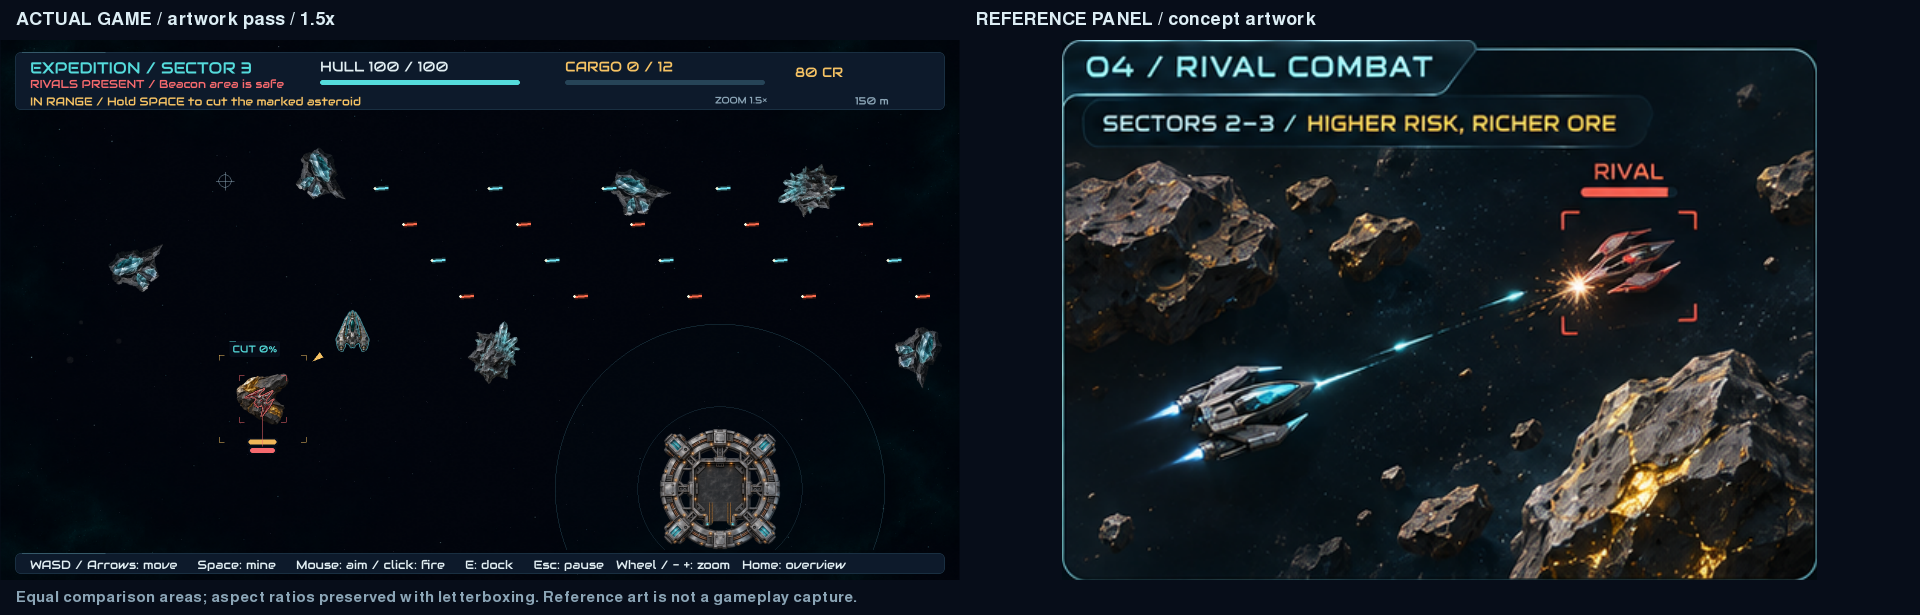 ACTUAL GAME / artwork pass / 1.5x
EXPEDITION / SECTOR 3
RIVALS PRESENT / Beacon area is safe
IN RANGE / Hold SPACE to cut the marked asteroid
HULL 100 / 100
CARGO 0 / 12
80 CR
ZOOM 1.5×
150 m
CUT 0%
WASD / Arrows: move Space: mine Mouse: aim / click: fire E: dock Esc: pause Wheel / - +: zoom Home: overview
Equal comparison areas; aspect ratios preserved with letterboxing. Reference art is not a gameplay capture.
REFERENCE PANEL / concept artwork
04 / RIVAL COMBAT
SECTORS 2–3 / HIGHER RISK, RICHER ORE
RIVAL